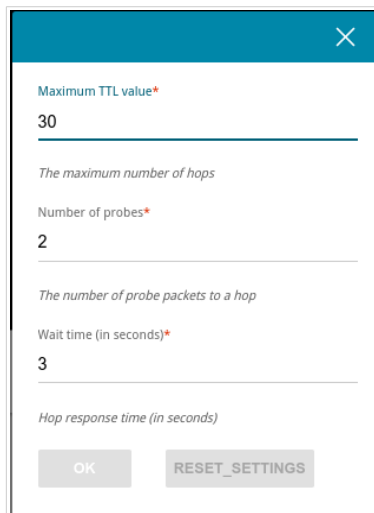 Maximum TTL value*
30
The maximum number of hops
Number of probes*
2
The number of probe packets to a hop
Wait time (in seconds)*
3
Hop response time (in seconds)
OK RESET_SETTINGS